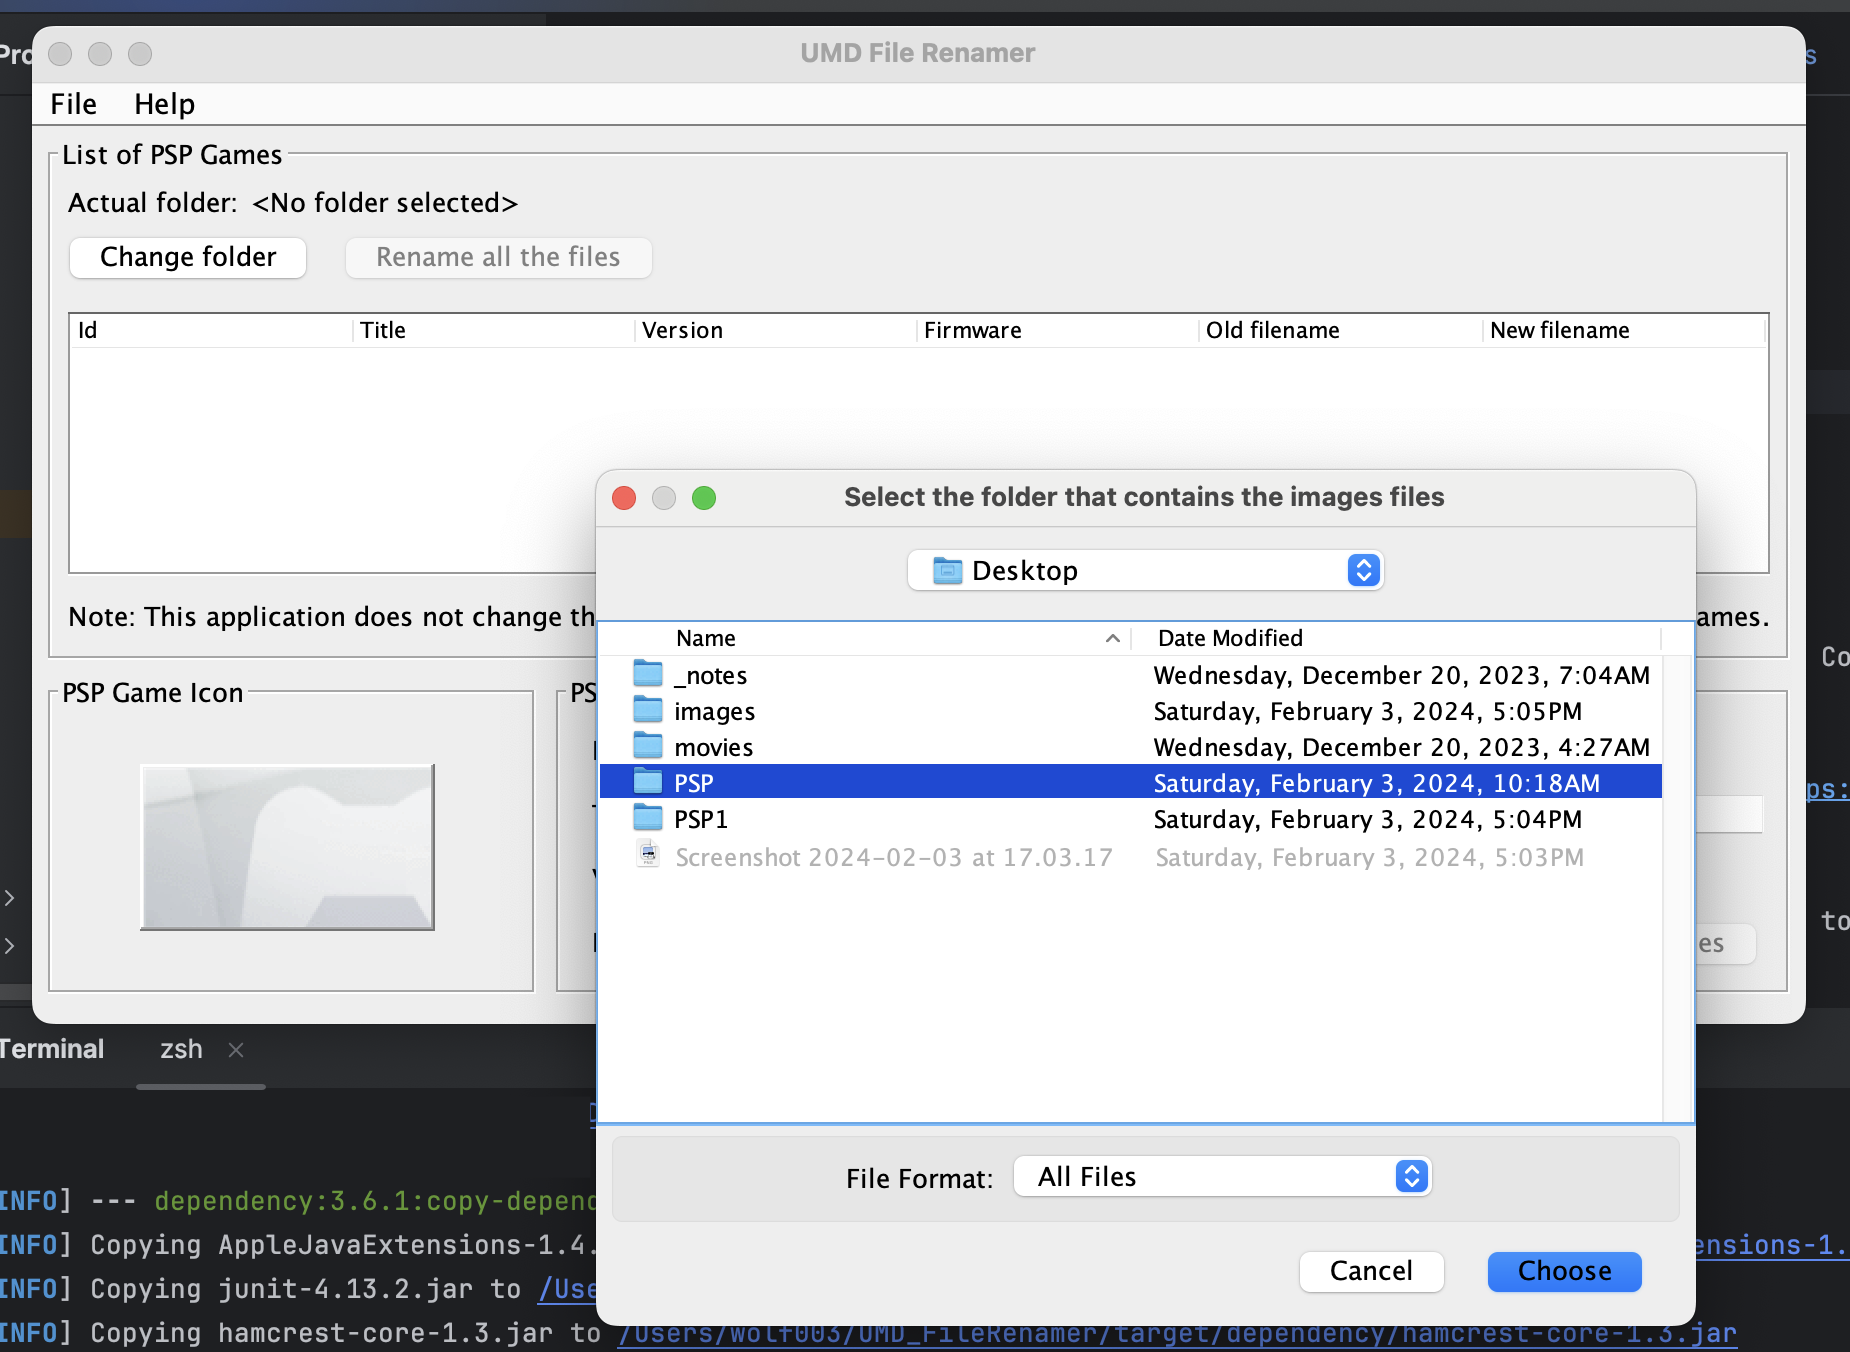 UMD File Renamer
File Help
List of PSP Games
Actual folder: <No folder selected>
Change folder Rename all the files
Id Title Version Firmware Old filename New filename
Note: This application does not change th
ames.
PSP Game Icon
PS
Select the folder that contains the images files
Desktop
Name Date Modified
_notes Wednesday, December 20, 2023, 7:04AM
images Saturday, February 3, 2024, 5:05PM
movies Wednesday, December 20, 2023, 4:27AM
PSP Saturday, February 3, 2024, 10:18AM
PSP1 Saturday, February 3, 2024, 5:04PM
Screenshot 2024-02-03 at 17.03.17 Saturday, February 3, 2024, 5:03PM
File Format: All Files
Cancel Choose
Pro
s
Co
ps:
to
es
Terminal zsh
INFO] --- dependency:3.6.1:copy-depend
INFO] Copying AppleJavaExtensions-1.4. ensions-1.
INFO] Copying junit-4.13.2.jar to /Use
INFO] Copying hamcrest-core-1.3.jar to /Users/wolf003/UMD_FileRenamer/target/dependency/hamcrest-core-1.3.jar